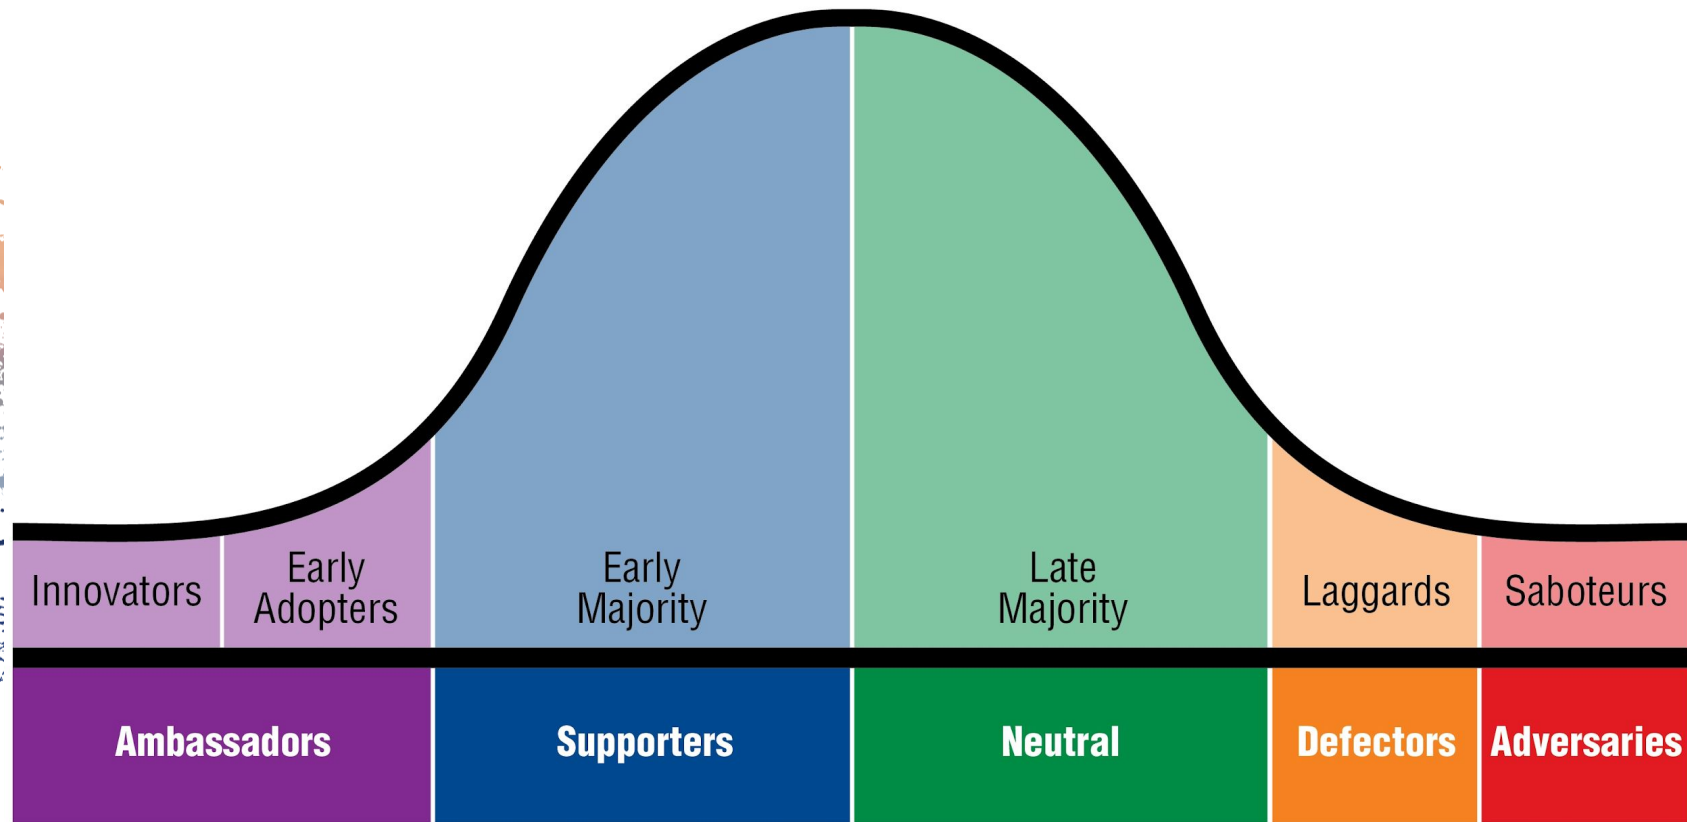 Innovators
Early
Adopters
Early
Majority
Late
Majority
Laggards
Saboteurs
Ambassadors
Supporters
Neutral
Defectors
Adversaries